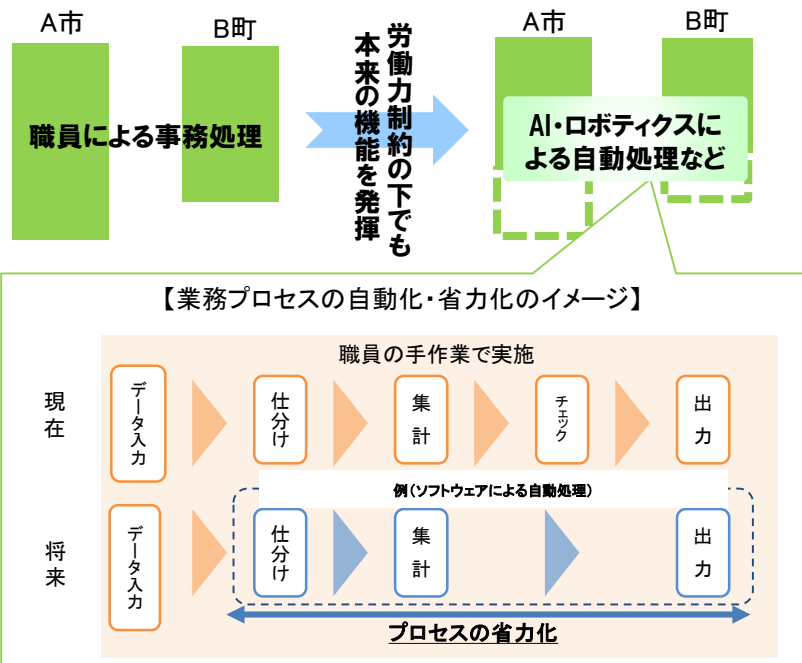 A市
B町
職員による事務処理
労働力制約の下でも
本来の機能を発揮
A市
B町
AI・ロボティクスに
よる自動処理など
【業務プロセスの自動化・省力化のイメージ】
職員の手作業で実施
現在
データ入力
仕分け
集計
チェック
出力
例(ソフトウェアによる自動処理)
将来
データ入力
仕分け
集計
出力
プロセスの省力化